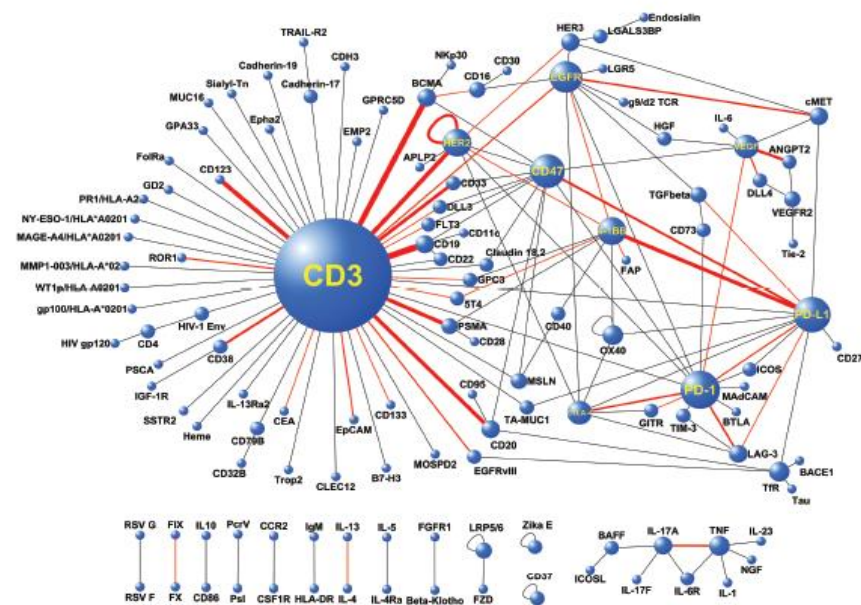 Endosialin
TRAIL-R2
HER3
LGALS3BP
Cadherin-19
CDH3
NKp30
CD30
Sialyl-Tn
Cadherin-17
BCMA
CD16
EGFR
LGR5
MUC16
GPRC5D
g9/d2 TCR
cMET
GPA33
Epha2
EMP2
HER2
HGF
IL-6
VEGF
ANGPT2
FolRa
APLP2
CD123
CD33
CD47
TGFbeta
DLL4
GD2
DLL3
VEGFR2
PR1/HLA-A2
FLT3
CD11c
CD73
NY-ESO-1/HLA*A0201
CD19
4-1BB
MAGE-A4/HLA*A0201
CD22
Claudin 18.2
Tie-2
ROR1
CD3
FAP
MMP1-003/HLA-A*02
GPC3
WT1p/HLA-A0201
5T4
gp100/HLA-A*0201
PD-L1
HIV-1 Env
PSMA
CD40
HIV gp120
CD4
CD28
OX40
CD27
CD38
PSCA
ICOS
IGF-1R
MSLN
PD-1
MAdCAM
IL-13Ra2
CD95
SSTR2
CEA
CD133
TA-MUC1
GITR
TIM-3
BTLA
Heme
CD79B
EpCAM
CD20
LAG-3
CD32B
MOSPD2
EGFRvIII
BACE1
Trop2
CLEC12
B7-H3
TfR
Tau
RSV G
FIX
IL10
PcrV
CCR2
IgM
IL-13
IL-5
FGFR1
LRP5/6
Zika E
BAFF
IL-17A
TNF
IL-23
CD37
NGF
ICOSL
IL-17F
IL-6R
IL-1
RSV F
FX
CD86
Psl
CSF1R
HLA-DR
IL-4
IL-4Ra
Beta-Klotho
FZD